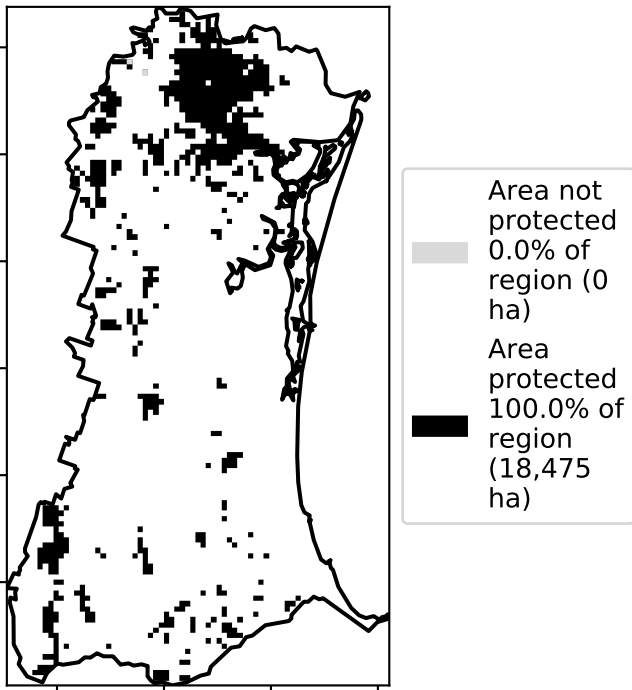 Area not
protected
0.0% of
region (0
ha)
Area
protected
100.0% of
region
(18,475
ha)